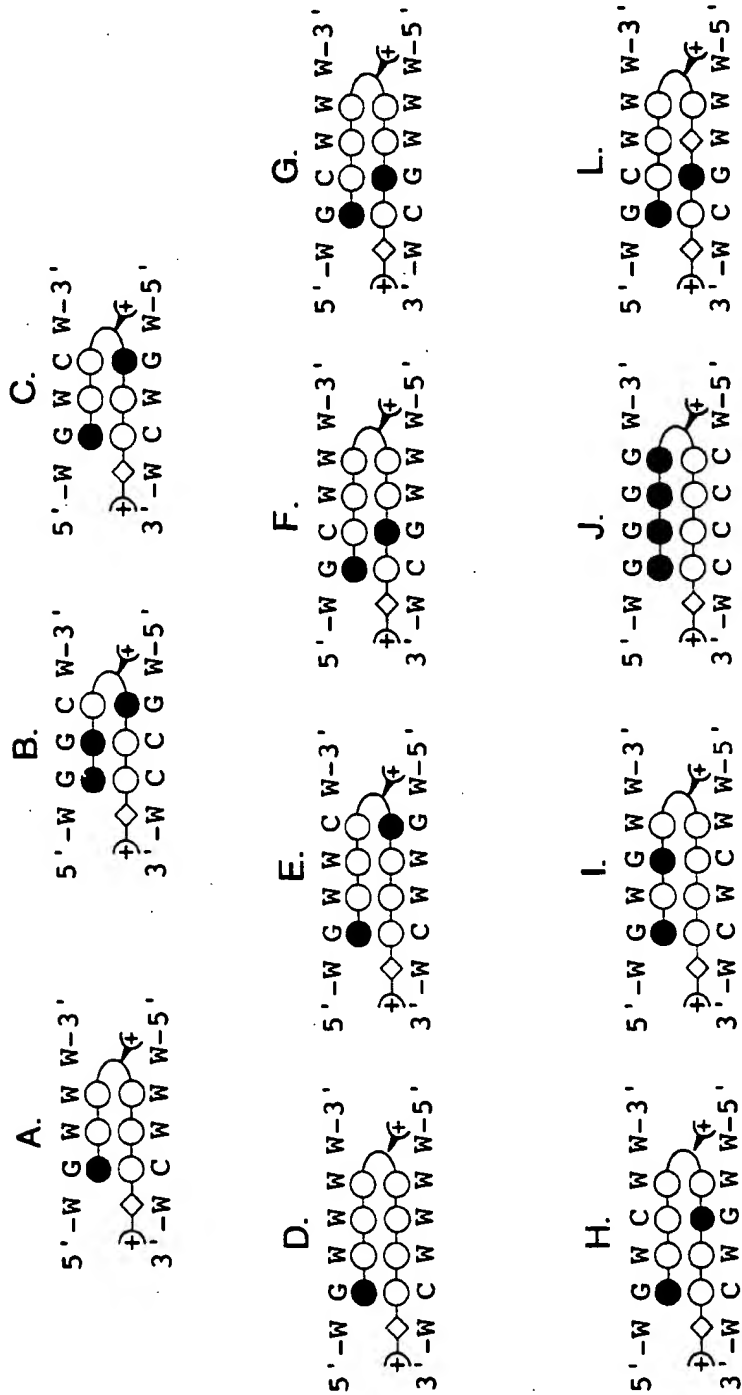 A.
5'-W G W W W-3'
+
+
3'-W C W W W-5'
B.
5'-W G G C W-3'
+
+
3'-W C C G W-5'
C.
5'-W G W C W-3'
+
+
3'-W C W G W-5'
D.
5'-W G W W W W-3'
+
+
3'-W C W W W W-5'
E.
5'-W G W W C W-3'
+
+
3'-W C W W G W-5'
F.
5'-W G C W W W-3'
+
+
3'-W C G W W W-5'
G.
5'-W G C W W W-3'
+
+
3'-W C G W W W-5'
H.
5'-W G W C W W-3'
+
+
3'-W C W G W W-5'
I.
5'-W G W G W W-3'
+
+
3'-W C W C W W-5'
J.
5'-W G G G G W-3'
+
+
3'-W C C C C W-5'
L.
5'-W G C W W W-3'
+
+
3'-W C G W W W-5'